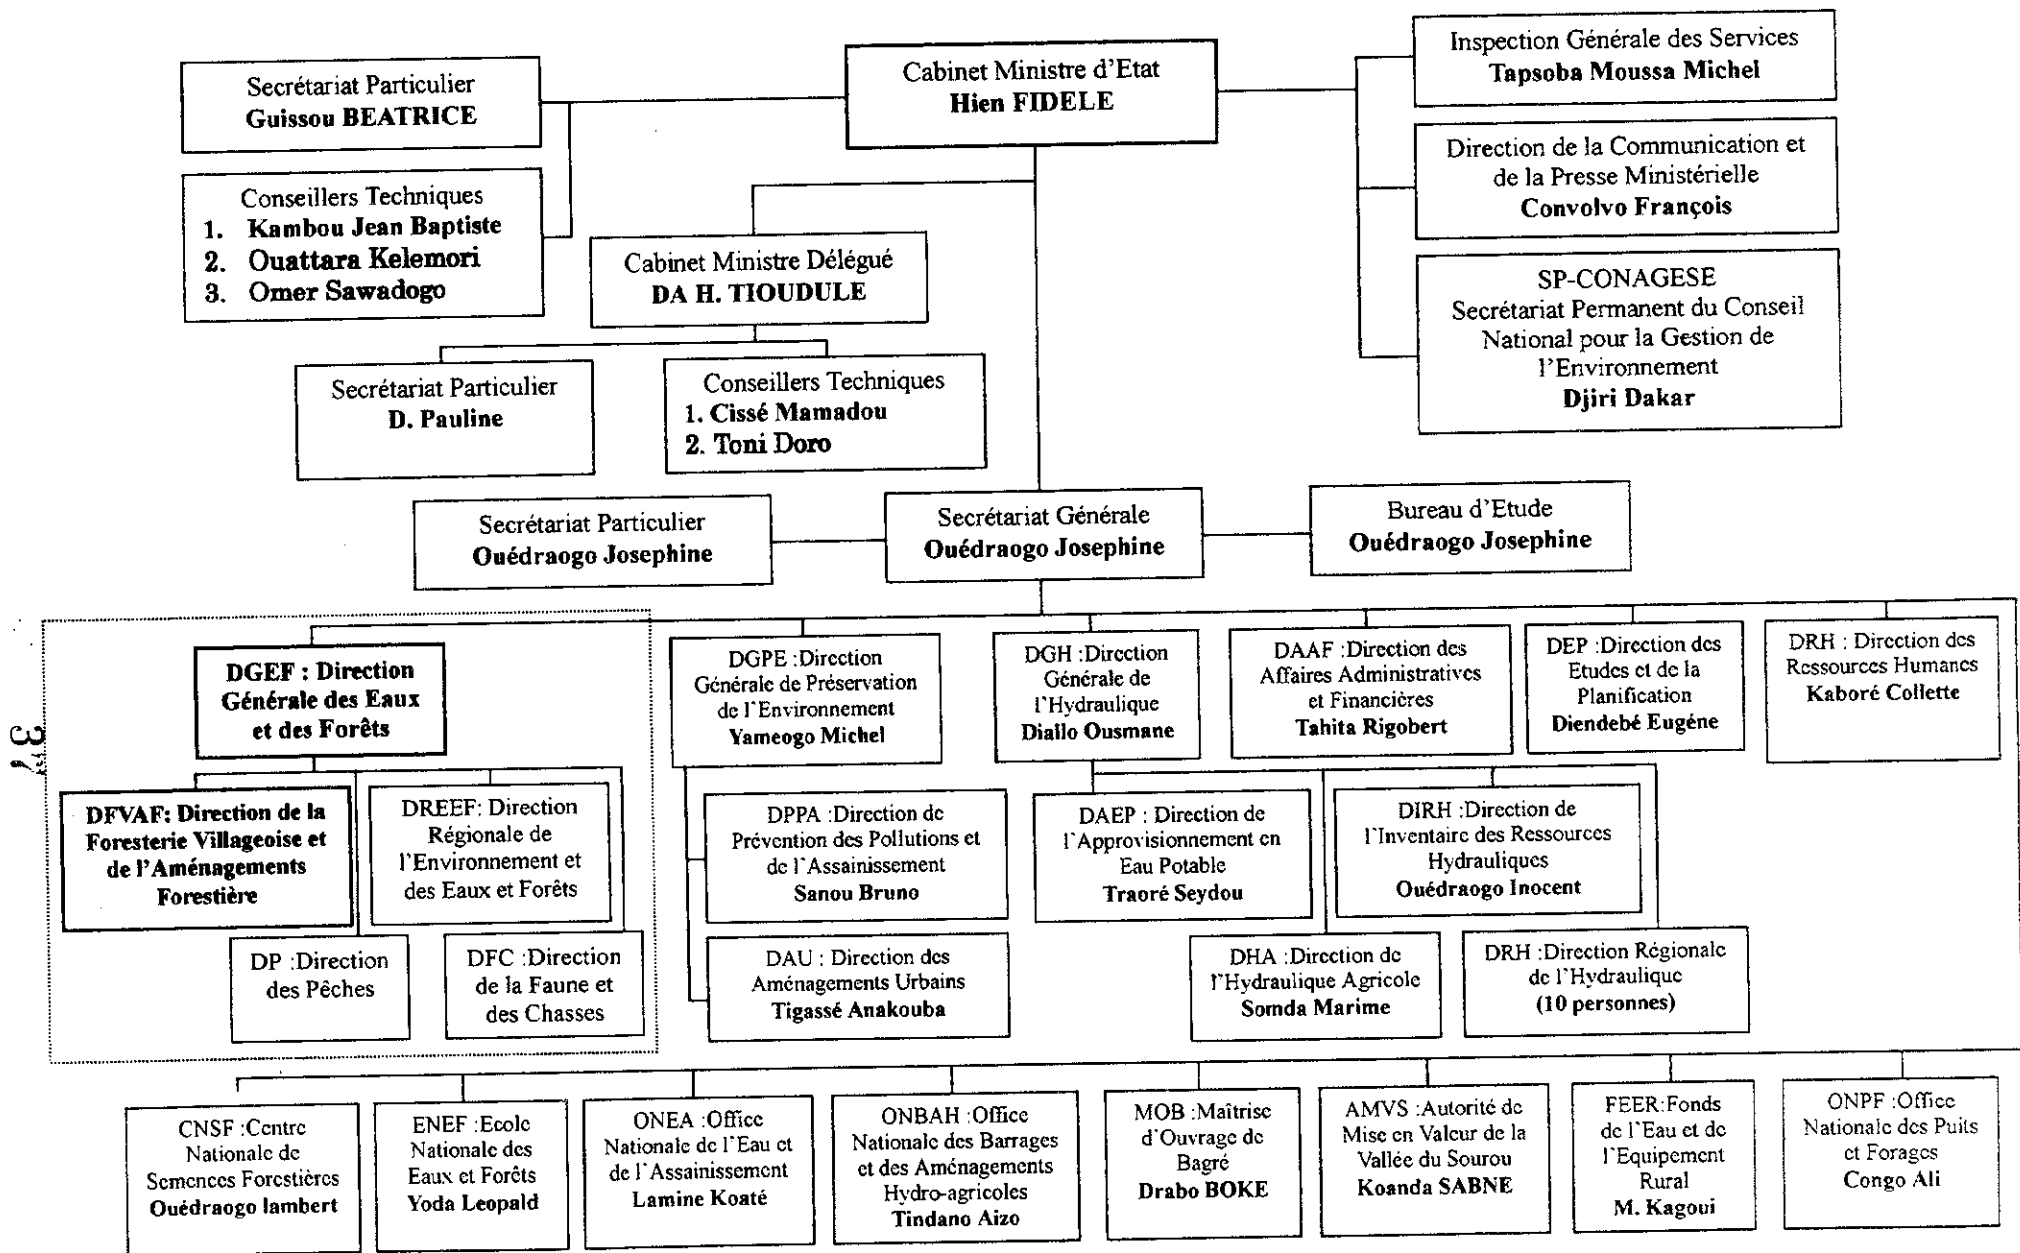 Secrétariat Particulier
Guissou BEATRICE
Cabinet Ministre d'Etat
Hien FIDELE
Inspection Générale des Services
Tapsoba Moussa Michel
Conseillers Techniques
1. Kambou Jean Baptiste
2. Ouattara Kelemori
3. Omer Sawadogo
Direction de la Communication et
de la Presse Ministérielle
Convolvo François
Cabinet Ministre Délégué
DA H. TIOUDULE
SP-CONAGESE
Secrétariat Permanent du Conseil
National pour la Gestion de
l'Environnement
Djiri Dakar
Secrétariat Particulier
D. Pauline
Conseillers Techniques
1. Cissé Mamadou
2. Toni Doro
Secrétariat Particulier
Ouédraogo Josephine
Secrétariat Générale
Ouédraogo Josephine
Bureau d'Etude
Ouédraogo Josephine
DGEF : Direction
Générale des Eaux
et des Forêts
DGPE :Direction
Générale de Préservation
de l'Environnement
Yameogo Michel
DGH :Direction
Générale de
l'Hydraulique
Diallo Ousmane
DAAF :Direction des
Affaires Administratives
et Financières
Tahita Rigobert
DEP :Direction des
Etudes et de la
Planification
Diendebé Eugéne
DRH : Direction des
Ressources Humanes
Kaboré Collette
DFVAF: Direction de la
Foresterie Villageoise et
de l'Aménagements
Forestière
DREEF: Direction
Régionale de
l'Environnement et
des Eaux et Forêts
DPPA :Direction de
Prévention des Pollutions et
de l'Assainissement
Sanou Bruno
DAEP : Direction de
l'Approvisionnement en
Eau Potable
Traoré Seydou
DIRH :Direction de
l'Inventaire des Ressources
Hydrauliques
Ouédraogo Inocent
DP :Direction
des Pêches
DFC :Direction
de la Faune et
des Chasses
DAU : Direction des
Aménagements Urbains
Tigassé Anakouba
DHA :Direction de
l'Hydraulique Agricole
Somda Marime
DRH :Direction Régionale
de l'Hydraulique
(10 personnes)
CNSF :Centre
Nationale de
Semences Forestières
Ouédraogo lambert
ENEF :Ecole
Nationale des
Eaux et Forêts
Yoda Leopald
ONEA :Office
Nationale de l'Eau et
de l'Assainissement
Lamine Koaté
ONBAH :Office
Nationale des Barrages
et des Aménagements
Hydro-agricoles
Tindano Aizo
MOB :Maîtrise
d'Ouvrage de
Bagré
Drabo BOKE
AMVS :Autorité de
Mise en Valeur de la
Vallée du Sourou
Koanda SABNE
FEER:Fonds
de l'Eau et de
l'Equipement
Rural
M. Kagoui
ONPF :Office
Nationale des Puits
et Forages
Congo Ali